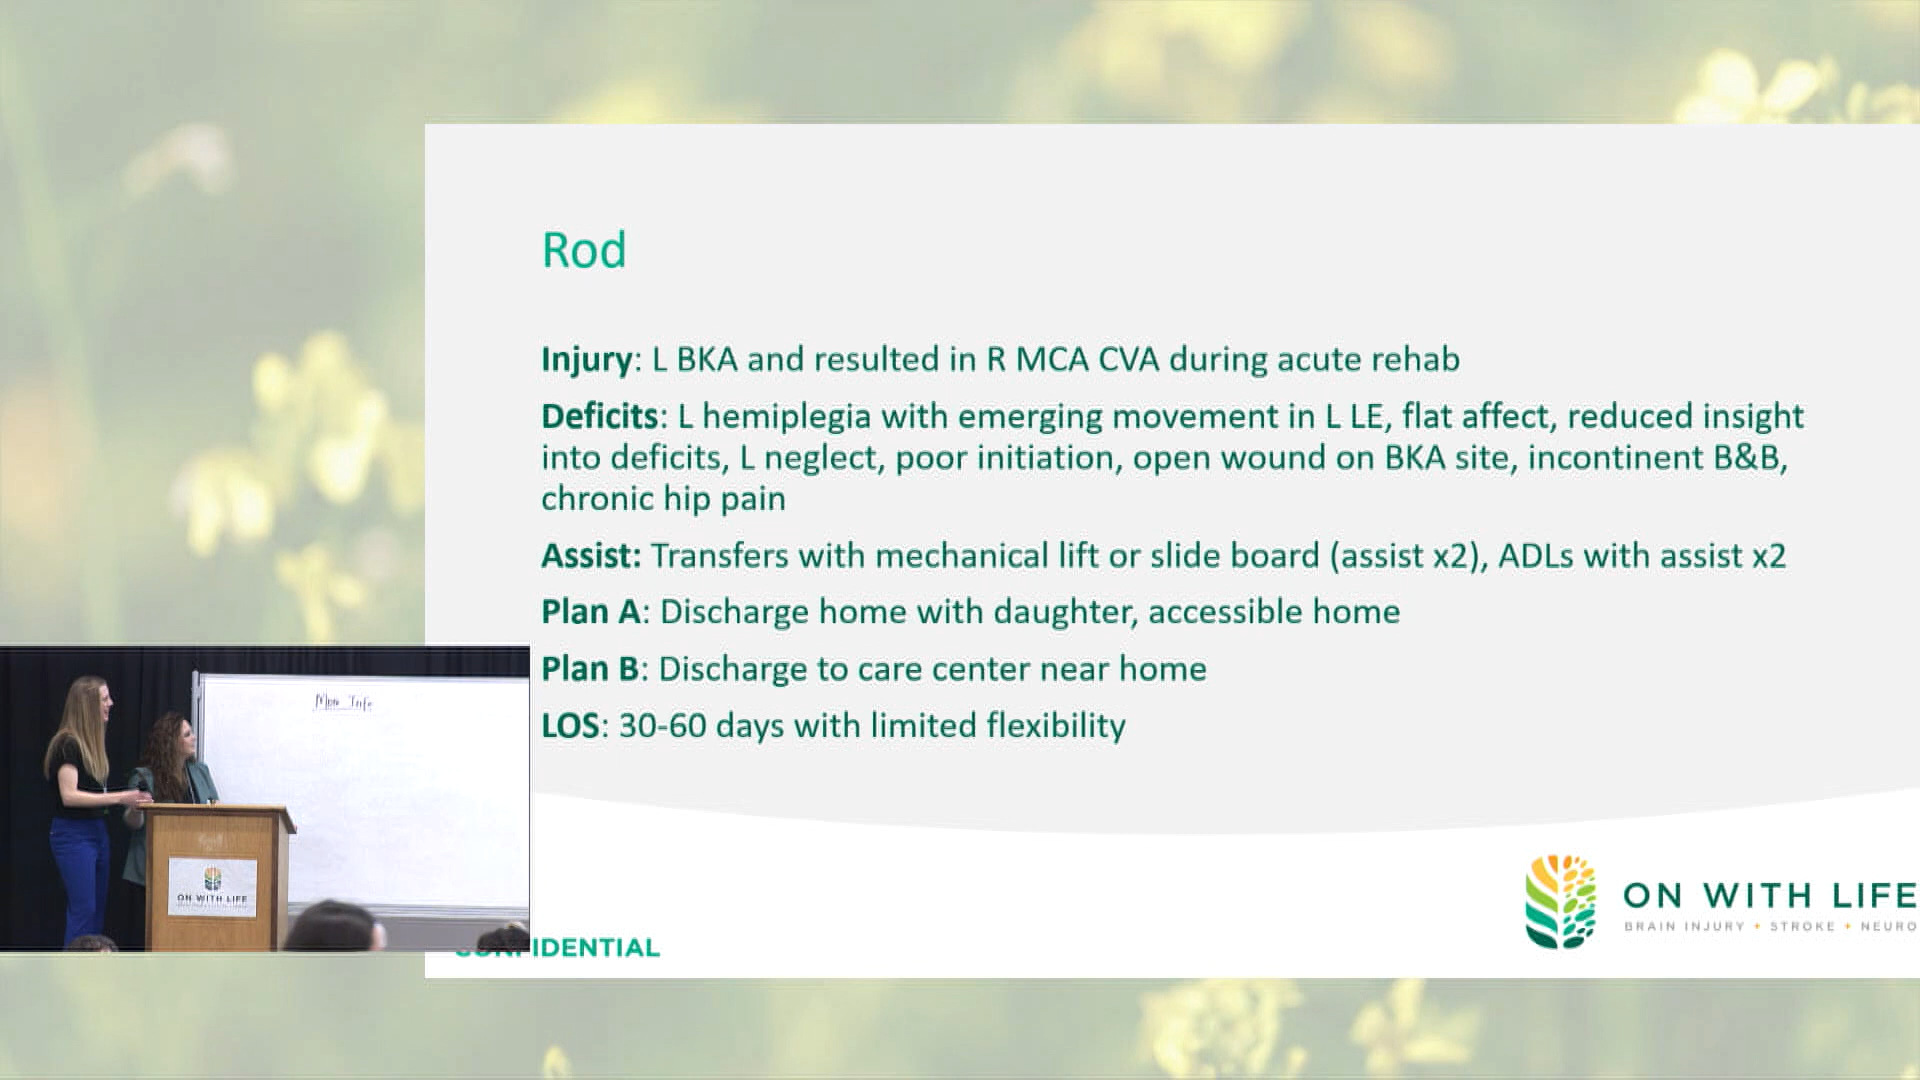 Rod
Injury: L BKA and resulted in R MCA CVA during acute rehab
Deficits: L hemiplegia with emerging movement in L LE, flat affect, reduced insight
into deficits, L neglect, poor initiation, open wound on BKA site, incontinent B&B,
chronic hip pain
Assist: Transfers with mechanical lift or slide board (assist x2), ADLs with assist x2
Plan A: Discharge home with daughter, accessible home
Plan B: Discharge to care center near home
LOS: 30-60 days with limited flexibility
ON WITH LIFE
BRAIN INJURY + STROKE + NEURO
CONFIDENTIAL
ON WITH LIFE